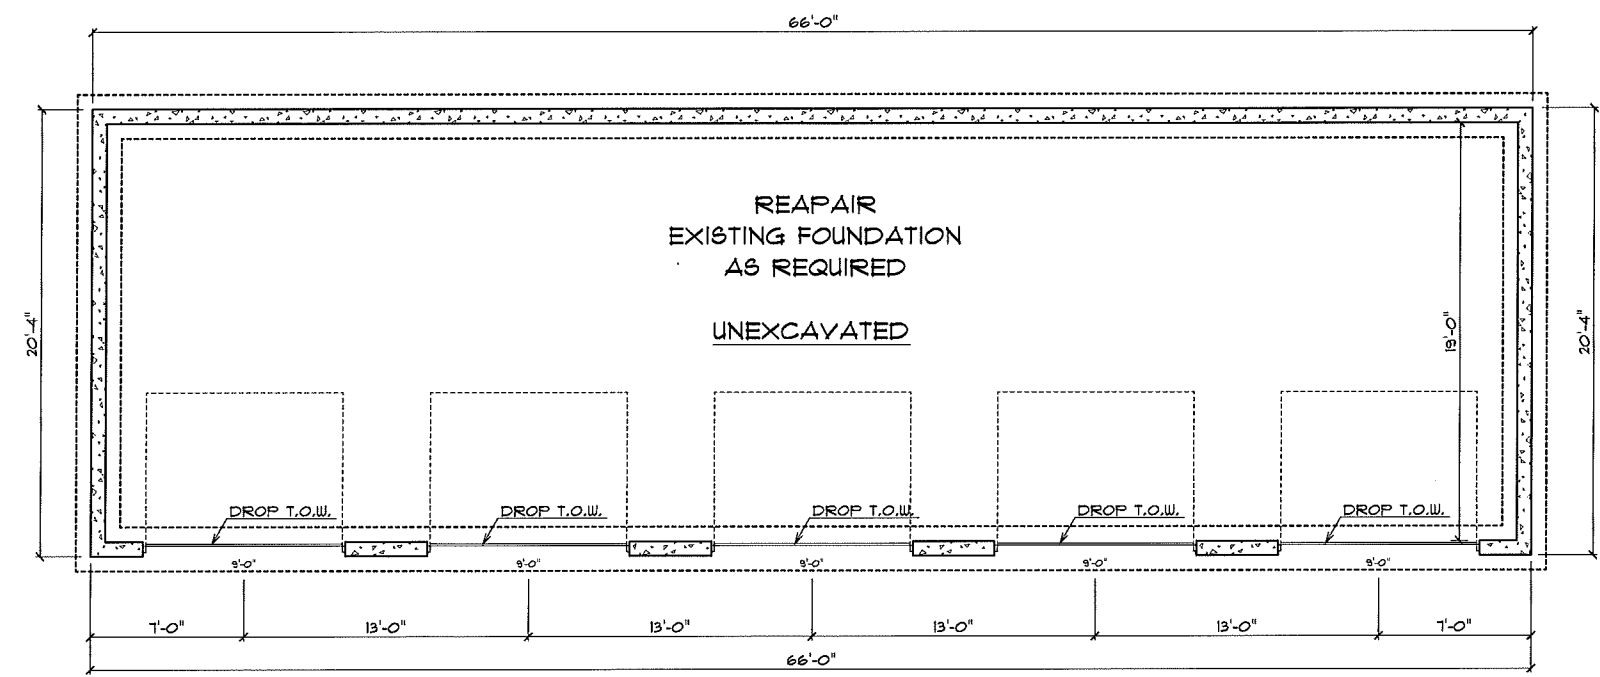 66'-0"
REAPAIR
EXISTING FOUNDATION
AS REQUIRED
UNEXCAVATED
20'-4"
19'-0"
20'-4"
DROP T.O.W. DROP T.O.W. DROP T.O.W. DROP T.O.W. DROP T.O.W.
9'-0" 9'-0" 9'-0" 9'-0" 9'-0"
7'-0" 13'-0" 13'-0" 13'-0" 13'-0" 7'-0"
66'-0"